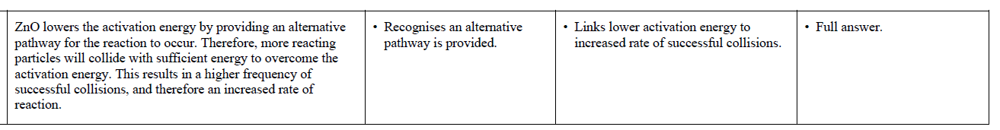 ZnO lowers the activation energy by providing an alternative
pathway for the reaction to occur. Therefore, more reacting
particles will collide with sufficient energy to overcome the
activation energy. This results in a higher frequency of
successful collisions, and therefore an increased rate of
reaction.
• Recognises an alternative
pathway is provided.
• Links lower activation energy to
increased rate of successful collisions.
• Full answer.